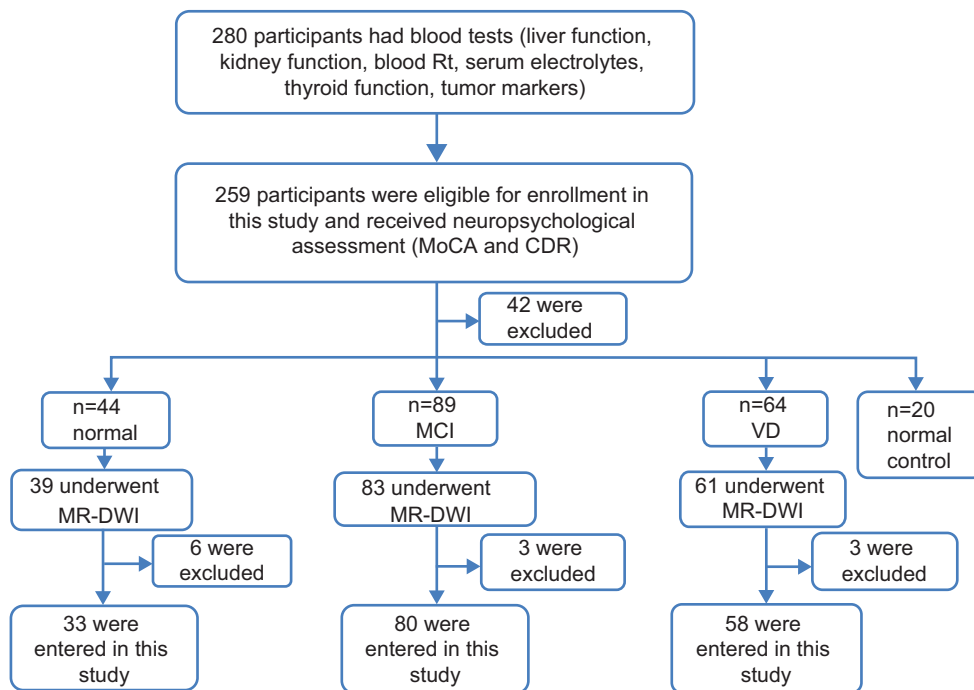 280 participants had blood tests (liver function,
kidney function, blood Rt, serum electrolytes,
thyroid function, tumor markers)
259 participants were eligible for enrollment in
this study and received neuropsychological
assessment (MoCA and CDR)
42 were
excluded
n=44
normal
n=89
MCI
n=64
VD
n=20
normal
control
39 underwent
MR-DWI
83 underwent
MR-DWI
61 underwent
MR-DWI
6 were
excluded
3 were
excluded
3 were
excluded
33 were
entered in this
study
80 were
entered in this
study
58 were
entered in this
study